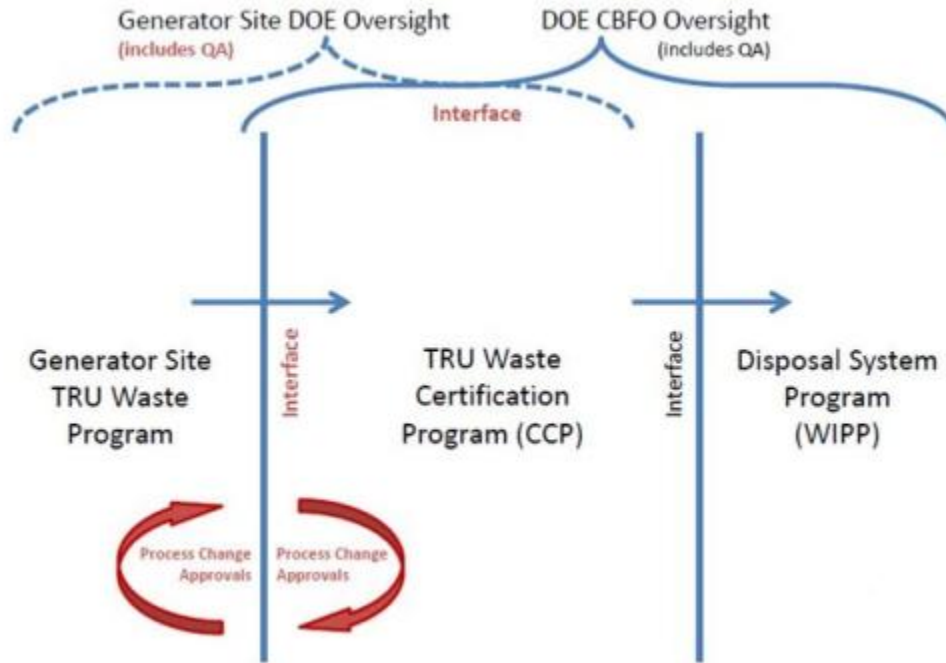 Generator Site DOE Oversight
(includes QA)
DOE CBFO Oversight
(includes QA)
Interface
Interface
Interface
Generator Site
TRU Waste
Program
TRU Waste
Certification
Program (CCP)
Disposal System
Program
(WIPP)
Process Change
Approvals
Process Change
Approvals